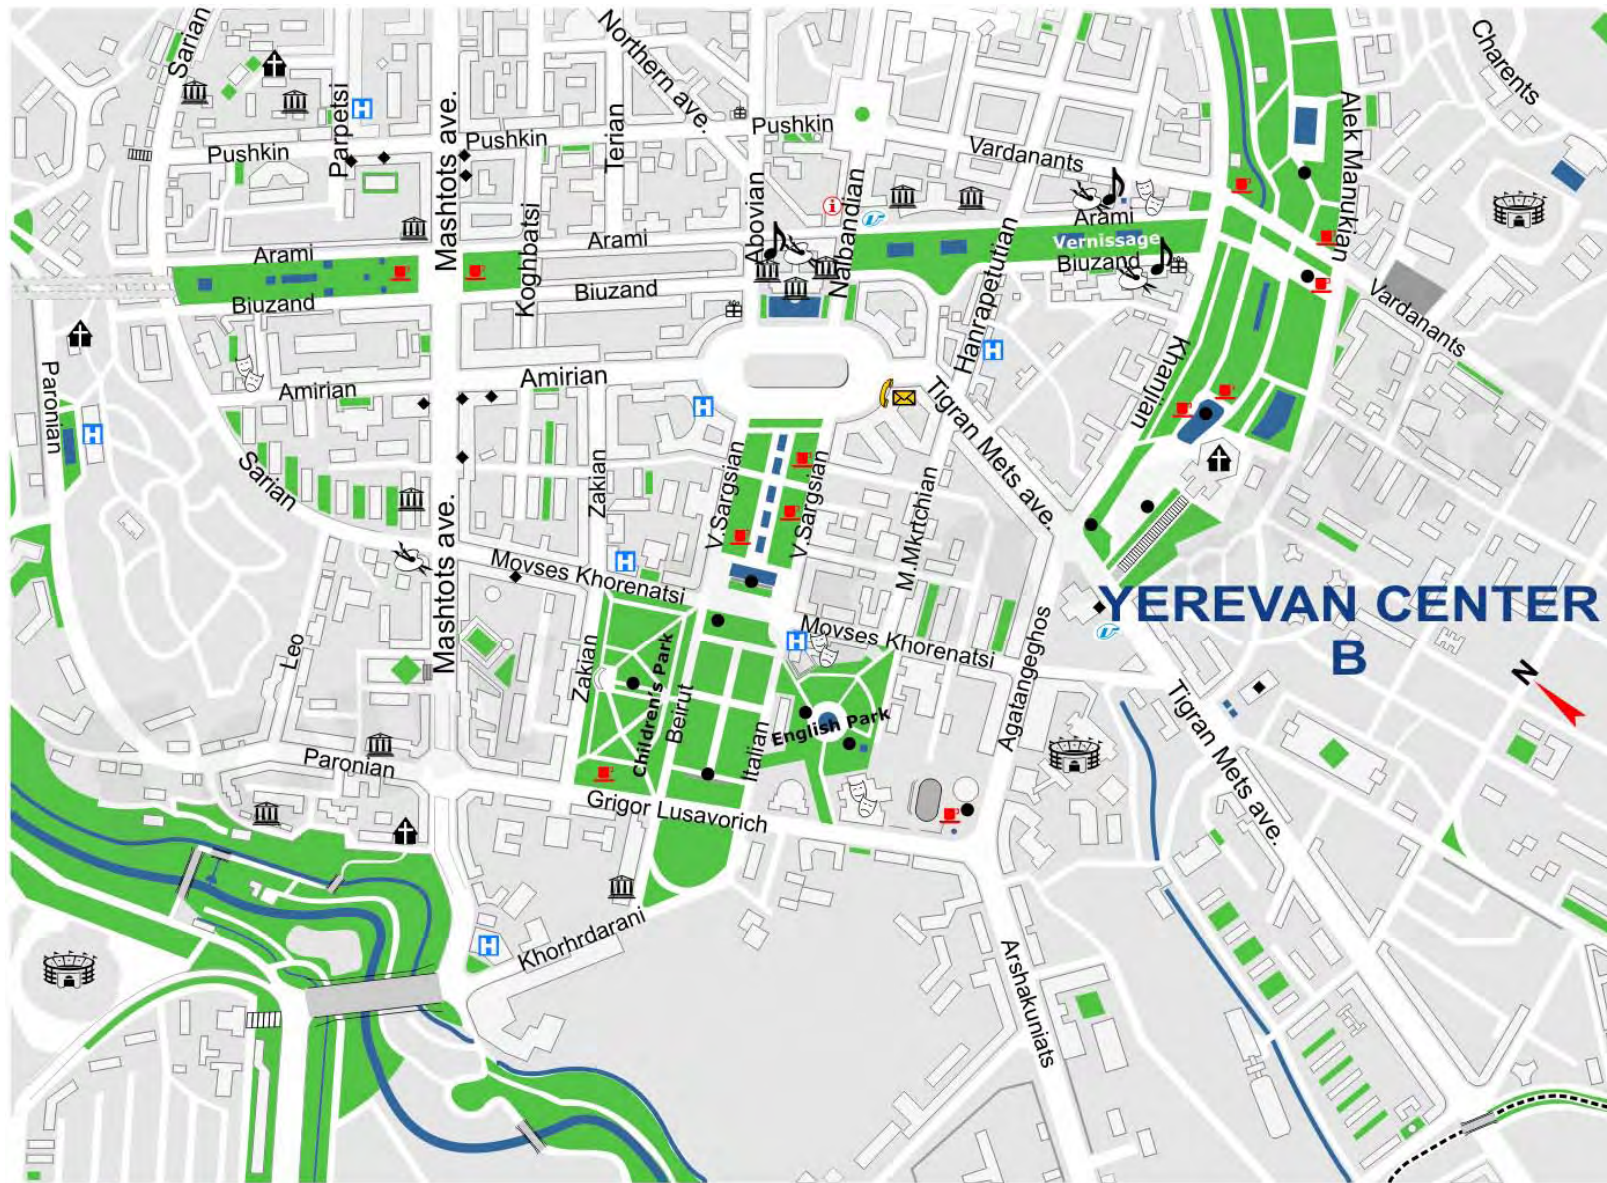 Sarian
Northern ave.
Charents
Parpetsi
H
Mashtots ave.
Pushkin
Pushkin
Terian
Pushkin
Vardanants
Alek Manukian
Abovian
Nalbandian
i
Arami
Koghbatsi
Arami
Arami
Vernissage
Biuzand
Hanrapetutian
Biuzand
Biuzand
Vardanants
Khanjian
H
Paronian
Amirian
Amirian
Tigran Mets ave.
H
H
Sarian
Zakian
V.Sargsian
V.Sargsian
M.Mkrtchian
Mashtots ave.
Movses Khorenatsi
H
YEREVAN CENTER
B
H
Movses Khorenatsi
Leo
Zakian
Children's Park
Beirut
Italian
English Park
Agatangeghos
N
Tigran Mets ave.
Paronian
Grigor Lusavorich
H
Khorhrdarani
Arshakuniats